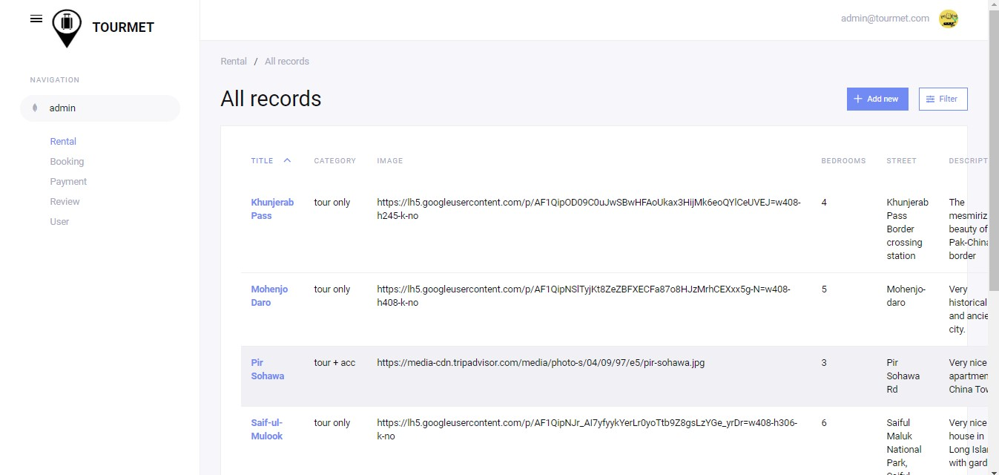 TOURMET
admin@tourmet.com
NAVIGATION
admin
Rental
Booking
Payment
Review
User
Rental / All records
All records
Add new
Filter
TITLE CATEGORY IMAGE BEDROOMS STREET DESCRIPT
Khunjerab Pass
tour only
https://lh5.googleusercontent.com/p/AF1QipOD09C0uJwSBwHFAoUkax3HijMk6eoQYlCeUVEJ=w408-
h245-k-no
4
Khunjerab
Pass
Border
crossing
station
The
mesmiriz
beauty of
Pak-China
border
Mohenjo
Daro
tour only
https://lh5.googleusercontent.com/p/AF1QipNSlTyjKt8ZeZBFXECFa87o8HJzMrhCEXxx5g-N=w408-
h408-k-no
5
Mohenjo-
daro
Very
historical
and ancie
city.
Pir
Sohawa
tour + acc
https://media-cdn.tripadvisor.com/media/photo-s/04/09/97/e5/pir-sohawa.jpg
3
Pir
Sohawa
Rd
Very nice
apartmen
China Tow
Saif-ul-
Mulook
tour only
https://lh5.googleusercontent.com/p/AF1QipNJr_AI7yfyykYerLr0yoTtb9Z8gsLzYGe_yrDr=w408-h306-
k-no
6
Saiful
Maluk
National
Park,
Saiful
Very nice
house in
Long Islan
with gard